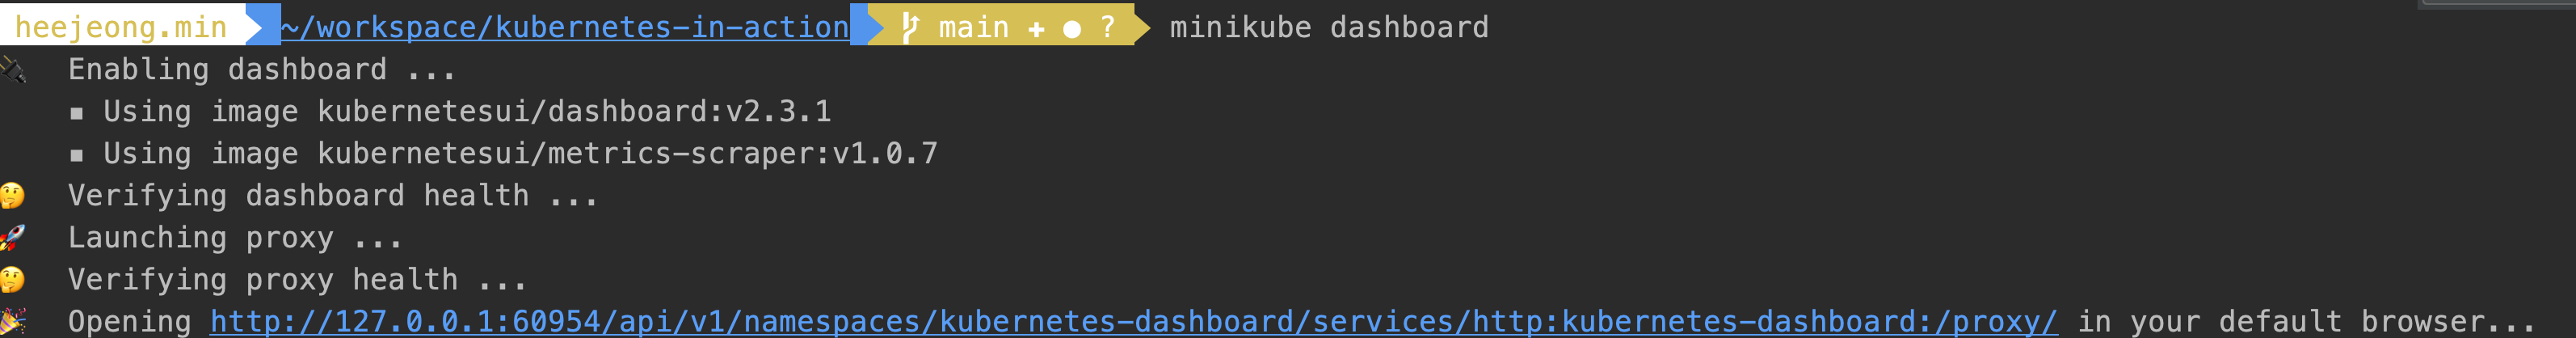 heejeong.min ~/workspace/kubernetes-in-action main + ● ? minikube dashboard
🔌 Enabling dashboard ...
▪ Using image kubernetesui/dashboard:v2.3.1
▪ Using image kubernetesui/metrics-scraper:v1.0.7
🤔 Verifying dashboard health ...
🚀 Launching proxy ...
🤔 Verifying proxy health ...
🎉 Opening http://127.0.0.1:60954/api/v1/namespaces/kubernetes-dashboard/services/http:kubernetes-dashboard:/proxy/ in your default browser...